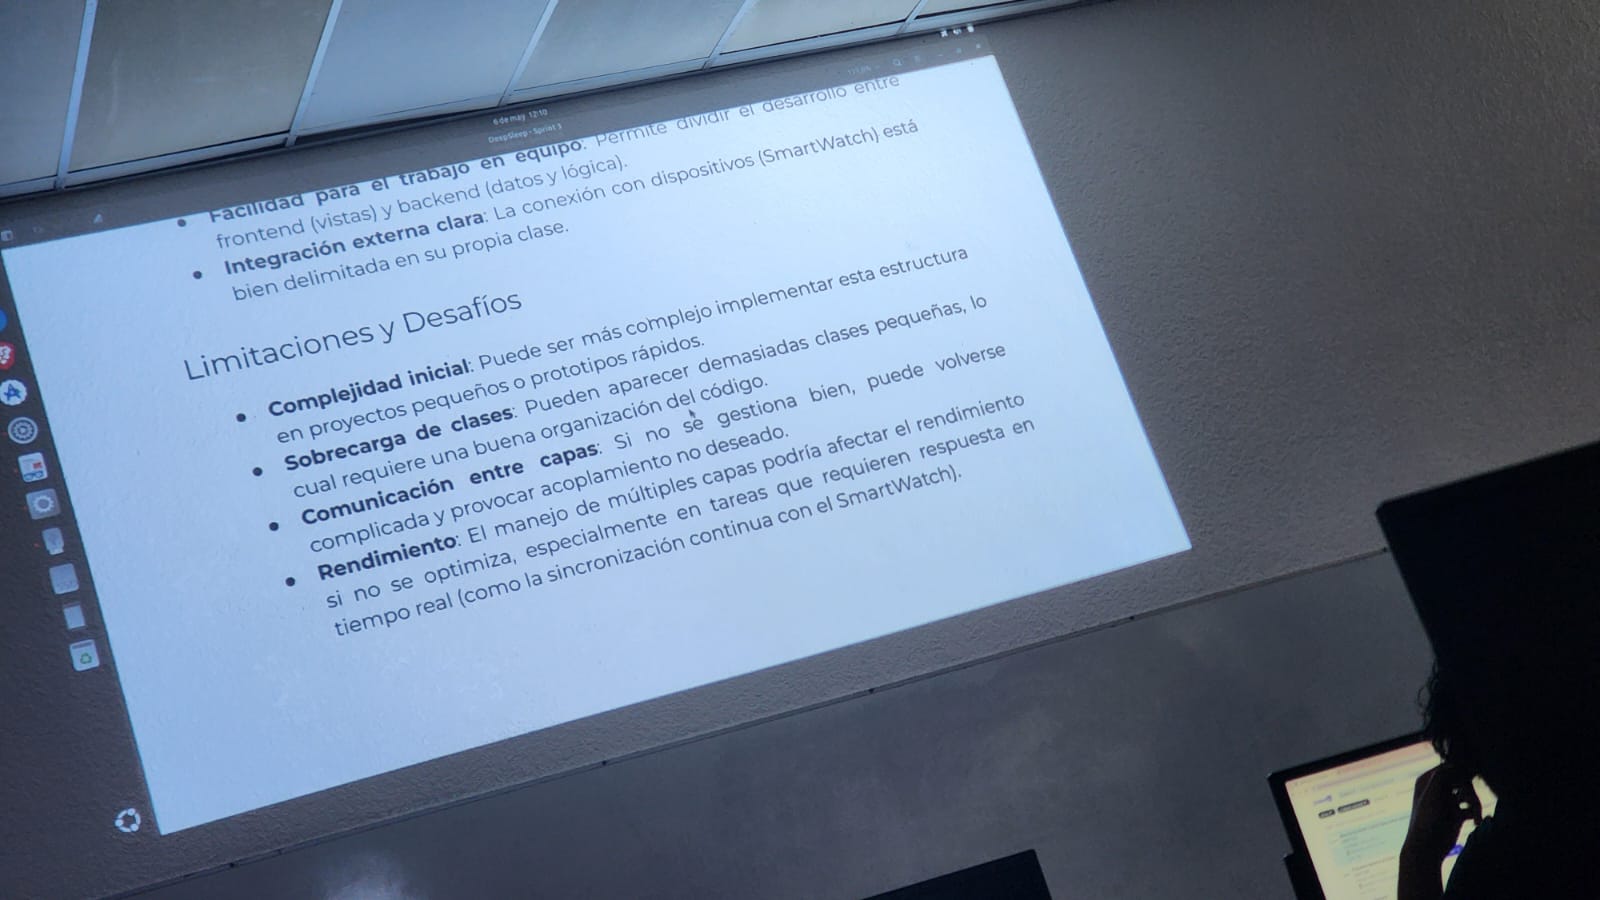 6 de may 12:10
DeepSleep - Sprint 3
• Facilidad para el trabajo en equipo: Permite dividir el desarrollo entre
frontend (vistas) y backend (datos y lógica).
• Integración externa clara: La conexión con dispositivos (SmartWatch) está
bien delimitada en su propia clase.
Limitaciones y Desafíos
• Complejidad inicial: Puede ser más complejo implementar esta estructura
en proyectos pequeños o prototipos rápidos.
• Sobrecarga de clases: Pueden aparecer demasiadas clases pequeñas, lo
cual requiere una buena organización del código.
• Comunicación entre capas: Si no se gestiona bien, puede volverse
complicada y provocar acoplamiento no deseado.
• Rendimiento: El manejo de múltiples capas podría afectar el rendimiento
si no se optimiza, especialmente en tareas que requieren respuesta en
tiempo real (como la sincronización continua con el SmartWatch).